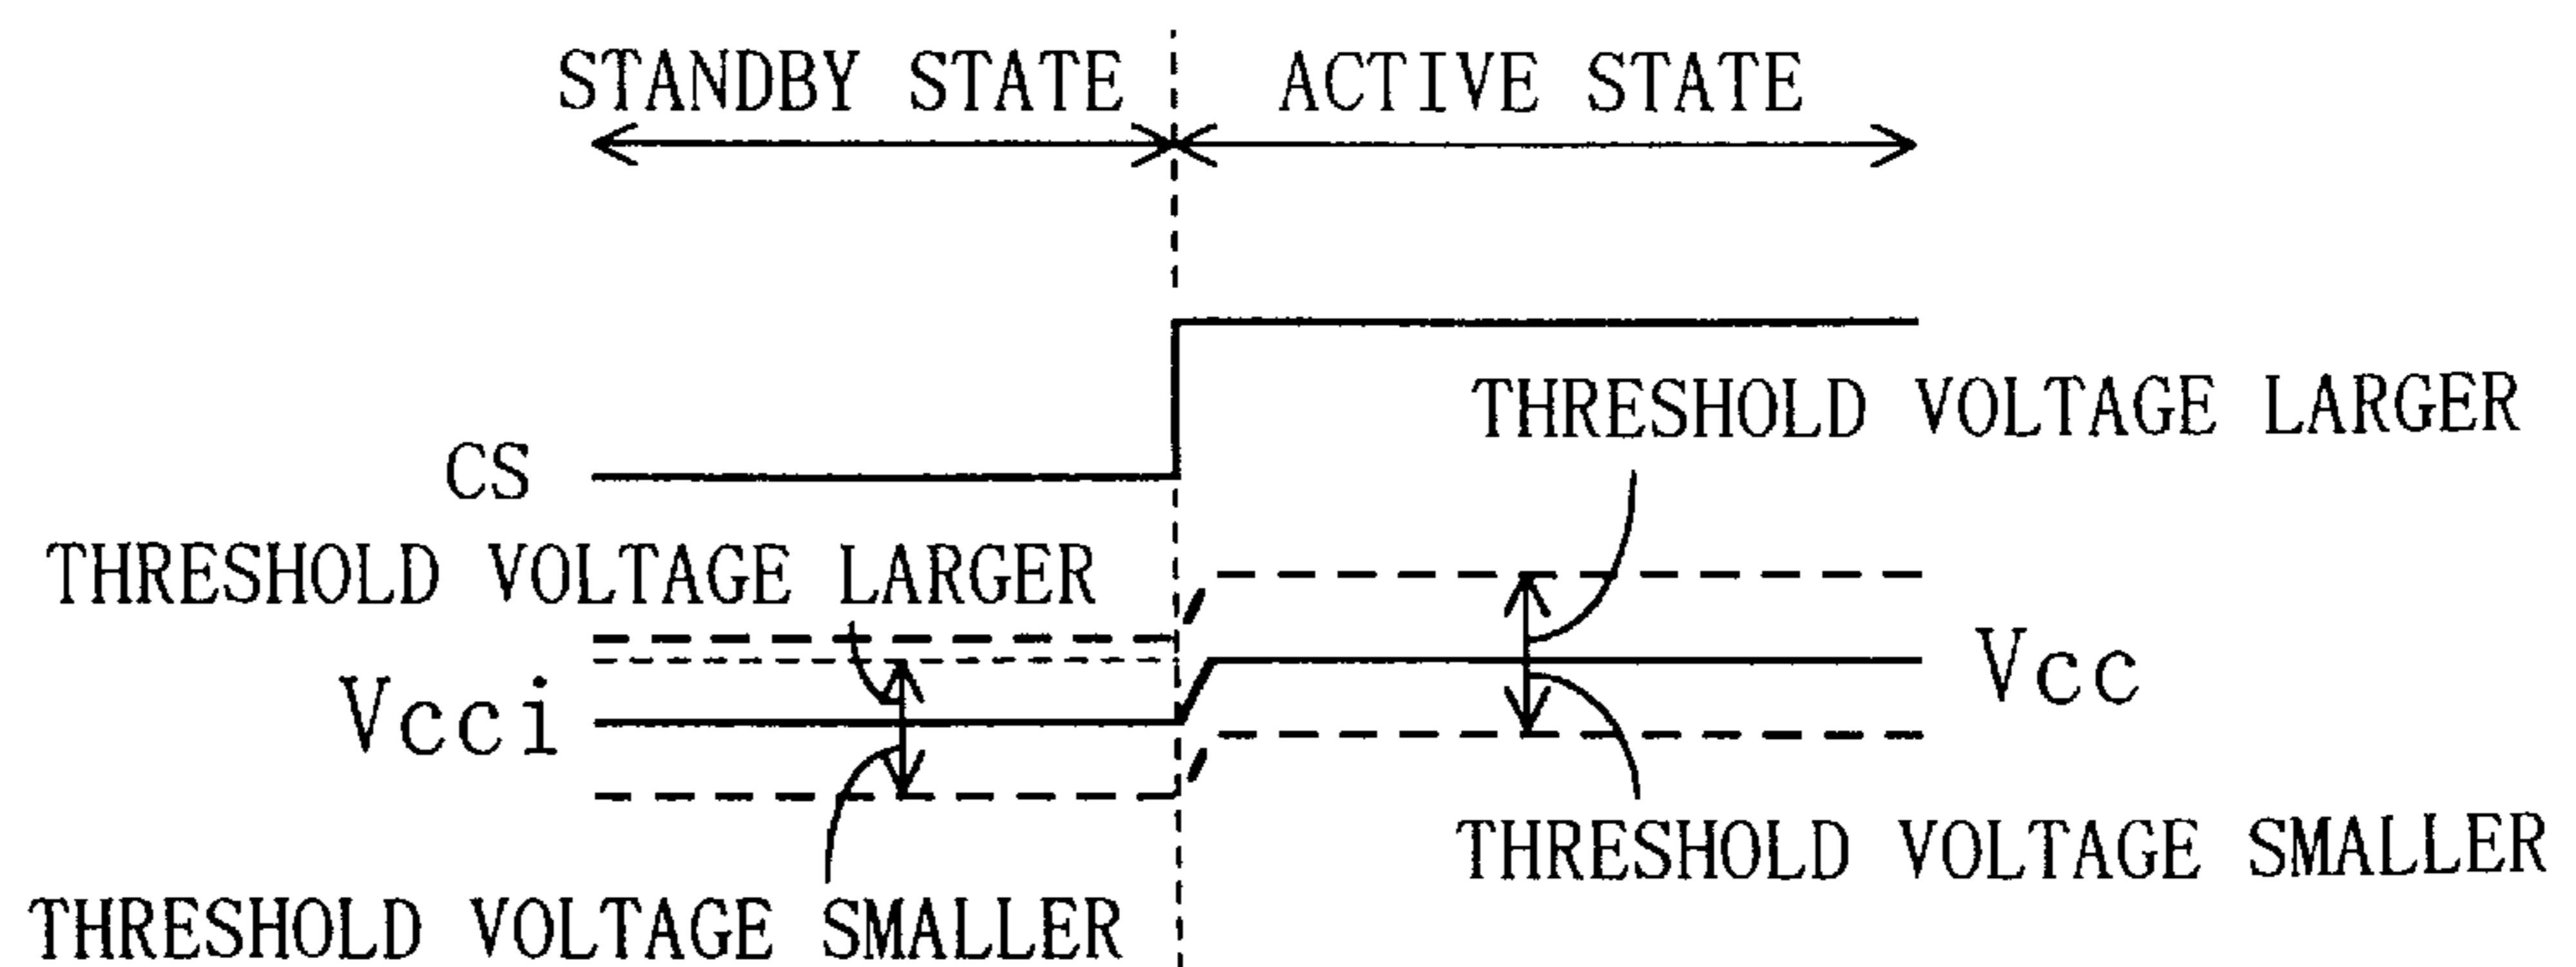 STANDBY STATE
ACTIVE STATE
THRESHOLD VOLTAGE LARGER
CS
THRESHOLD VOLTAGE LARGER
Vcci
Vcc
THRESHOLD VOLTAGE SMALLER
THRESHOLD VOLTAGE SMALLER